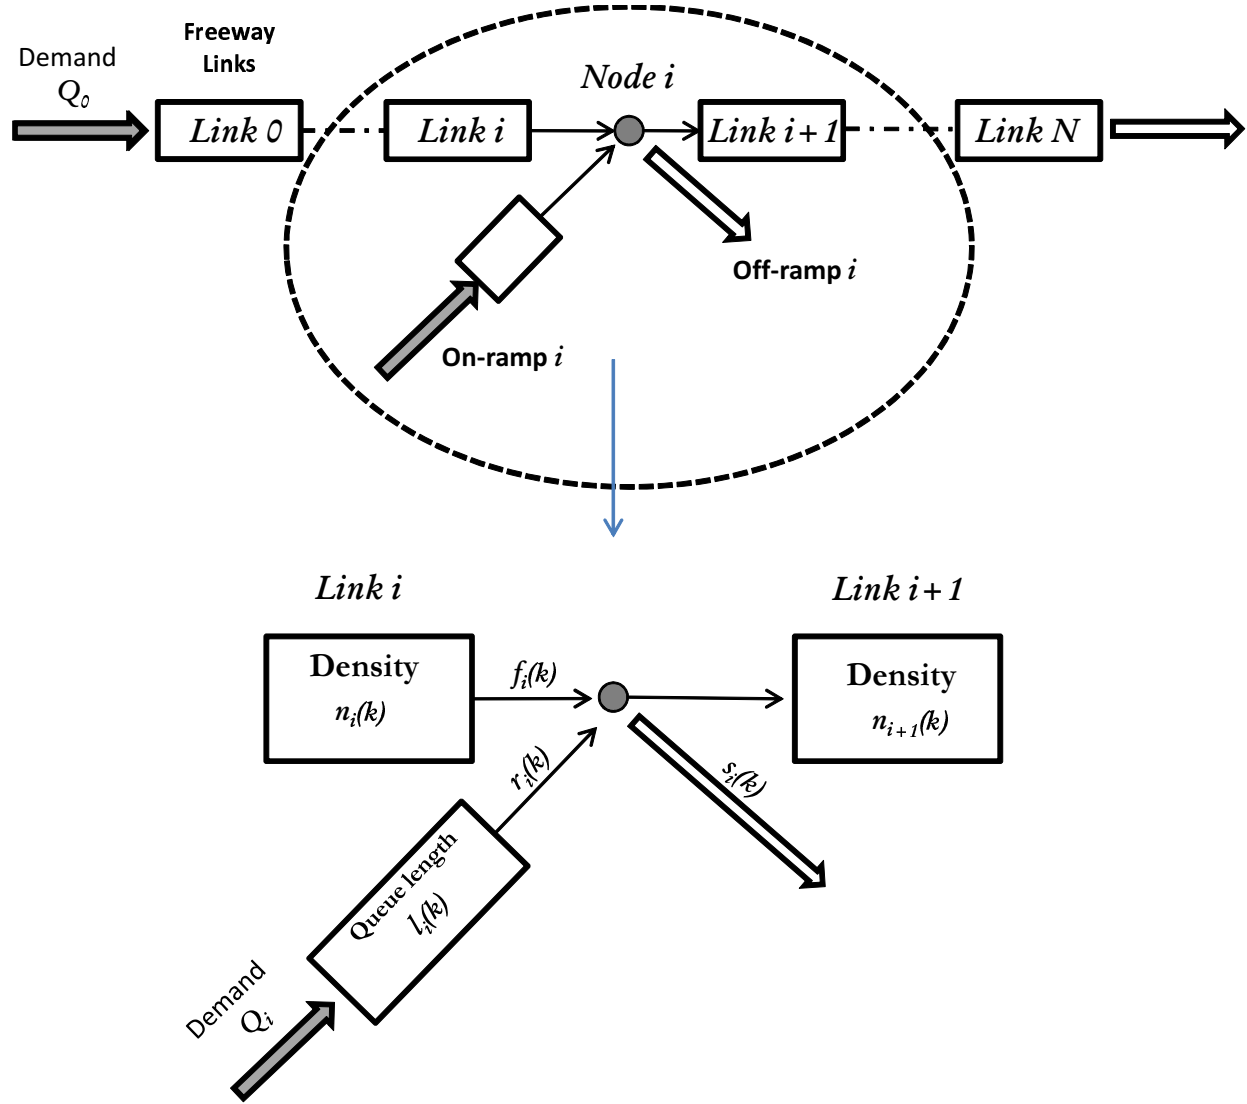 Freeway
Links
Demand
Q₀
Node i
Link 0
Link i
Link i+1
Link N
Off-ramp i
On-ramp i
Link i
Link i+1
Density
nᵢ(k)
fᵢ(k)
Density
nᵢ₊₁(k)
rᵢ(k)
sᵢ(k)
Queue length
lᵢ(k)
Demand
Qᵢ